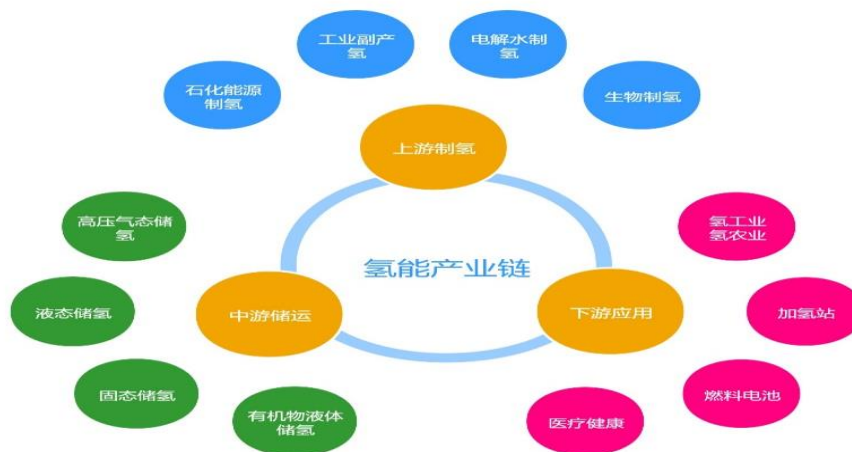 工业副产
氢
电解水制
氢
石化能源
制氢
生物制氢
上游制氢
高压气态储
氢
氢工业
氢农业
氢能产业链
液态储氢
中游储运
下游应用
加氢站
固态储氢
燃料电池
有机物液体
储氢
医疗健康